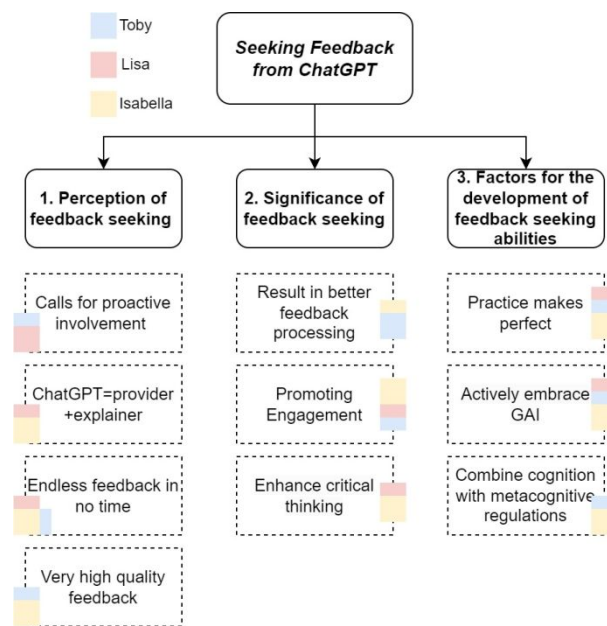 Toby
Lisa
Isabella
Seeking Feedback
from ChatGPT
1. Perception of
feedback seeking
2. Significance of
feedback seeking
3. Factors for the
development of
feedback seeking
abilities
Calls for proactive
involvement
ChatGPT=provider
+explainer
Endless feedback in
no time
Very high quality
feedback
Result in better
feedback
processing
Promoting
Engagement
Enhance critical
thinking
Practice makes
perfect
Actively embrace
GAI
Combine cognition
with metacognitive
regulations